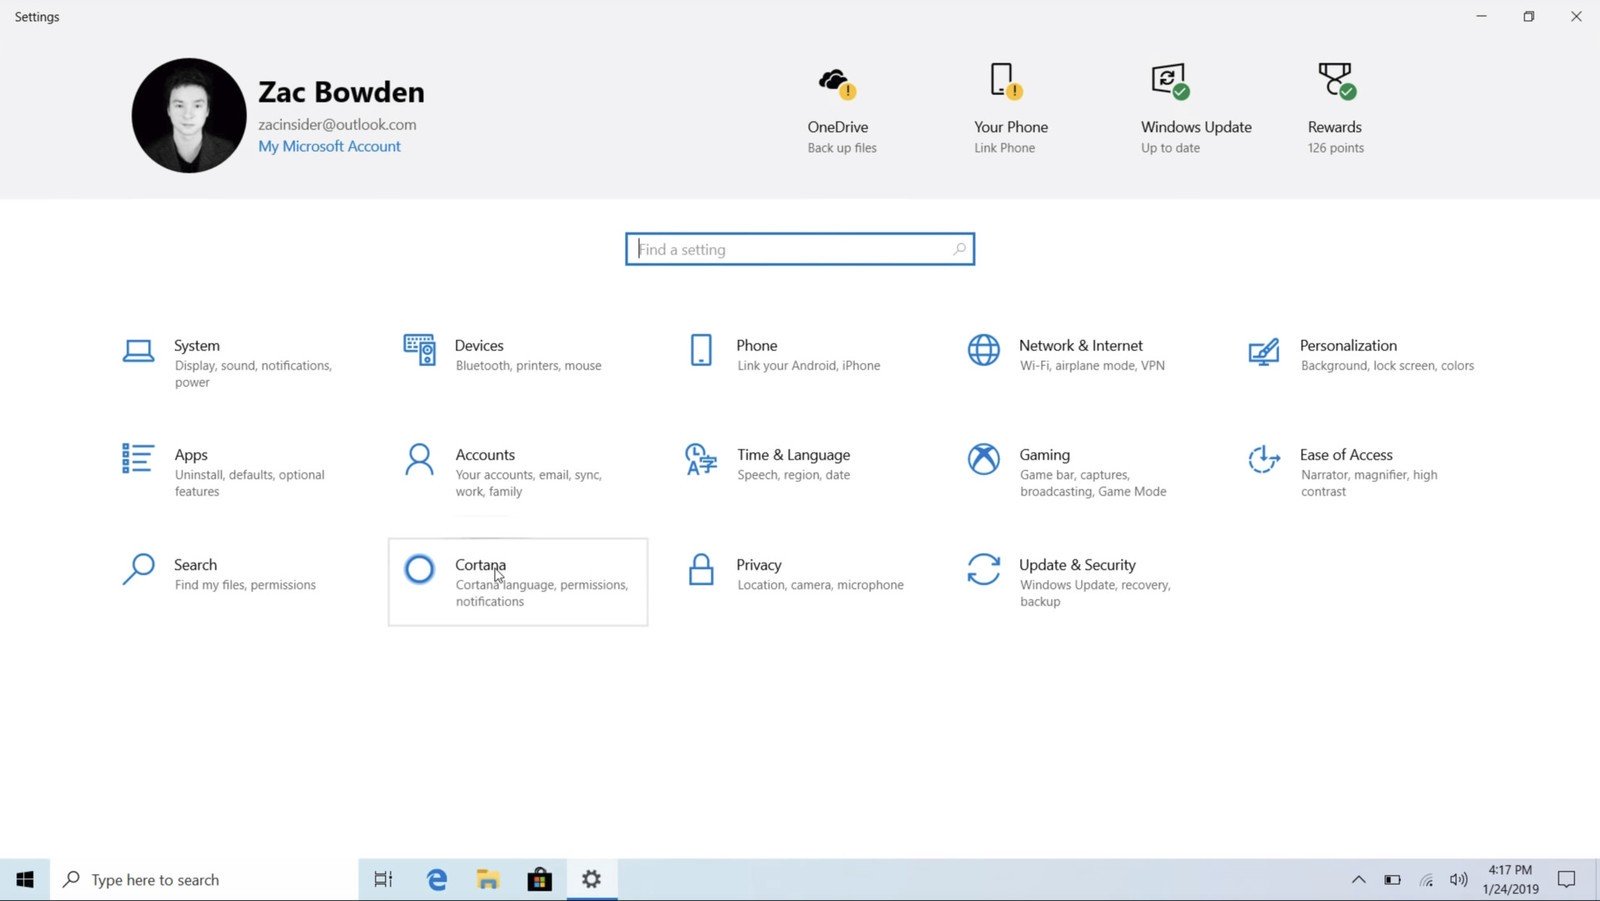 Settings
Zac Bowden
zacinsider@outlook.com
My Microsoft Account
OneDrive
Back up files
Your Phone
Link Phone
Windows Update
Up to date
Rewards
126 points
Find a setting
System
Display, sound, notifications,
power
Devices
Bluetooth, printers, mouse
Phone
Link your Android, iPhone
Network & Internet
Wi-Fi, airplane mode, VPN
Personalization
Background, lock screen, colors
Apps
Uninstall, defaults, optional
features
Accounts
Your accounts, email, sync,
work, family
Time & Language
Speech, region, date
Gaming
Game bar, captures,
broadcasting, Game Mode
Ease of Access
Narrator, magnifier, high
contrast
Search
Find my files, permissions
Cortana
Cortana language, permissions,
notifications
Privacy
Location, camera, microphone
Update & Security
Windows Update, recovery,
backup
Type here to search
4:17 PM
1/24/2019